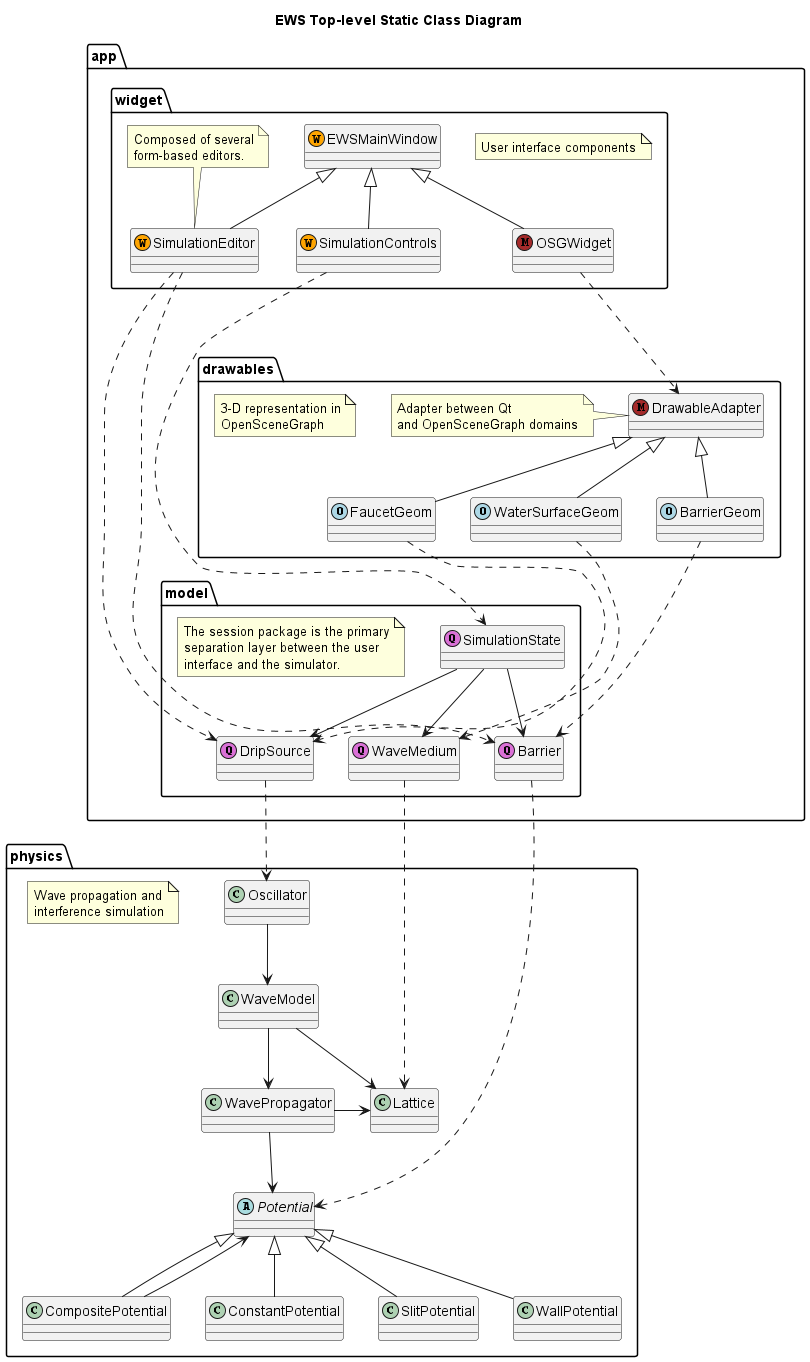 EWS Top-level Static Class Diagram
app
widget
Composed of several
form-based editors.
W EWSMainWindow
User interface components
W SimulationEditor
W SimulationControls
M OSGWidget
drawables
3-D representation in
OpenSceneGraph
Adapter between Qt
and OpenSceneGraph domains
M DrawableAdapter
O FaucetGeom
O WaterSurfaceGeom
O BarrierGeom
model
The session package is the primary
separation layer between the user
interface and the simulator.
Q SimulationState
Q DripSource
Q WaveMedium
Q Barrier
physics
Wave propagation and
interference simulation
C Oscillator
C WaveModel
C WavePropagator
C Lattice
A Potential
C CompositePotential
C ConstantPotential
C SlitPotential
C WallPotential